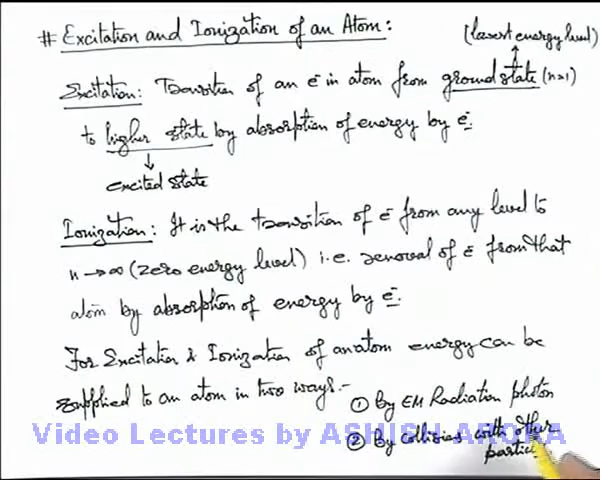 # Excitation and Ionization of an Atom:
(lowest energy level)
Excitation: Transition of an e⁻ in atom from ground state (n=1)
to higher state by absorption of energy by e⁻.
excited state
Ionization: It is the transition of e⁻ from any level to
n→∞ (zero energy level) i.e. removal of e⁻ from that
atom by absorption of energy by e⁻.
For Excitation & Ionization of an atom energy can be
supplied to an atom in two ways.-
① By EM Radiation photon
② By collision with other
partic
Video Lectures by ASHISH ARORA